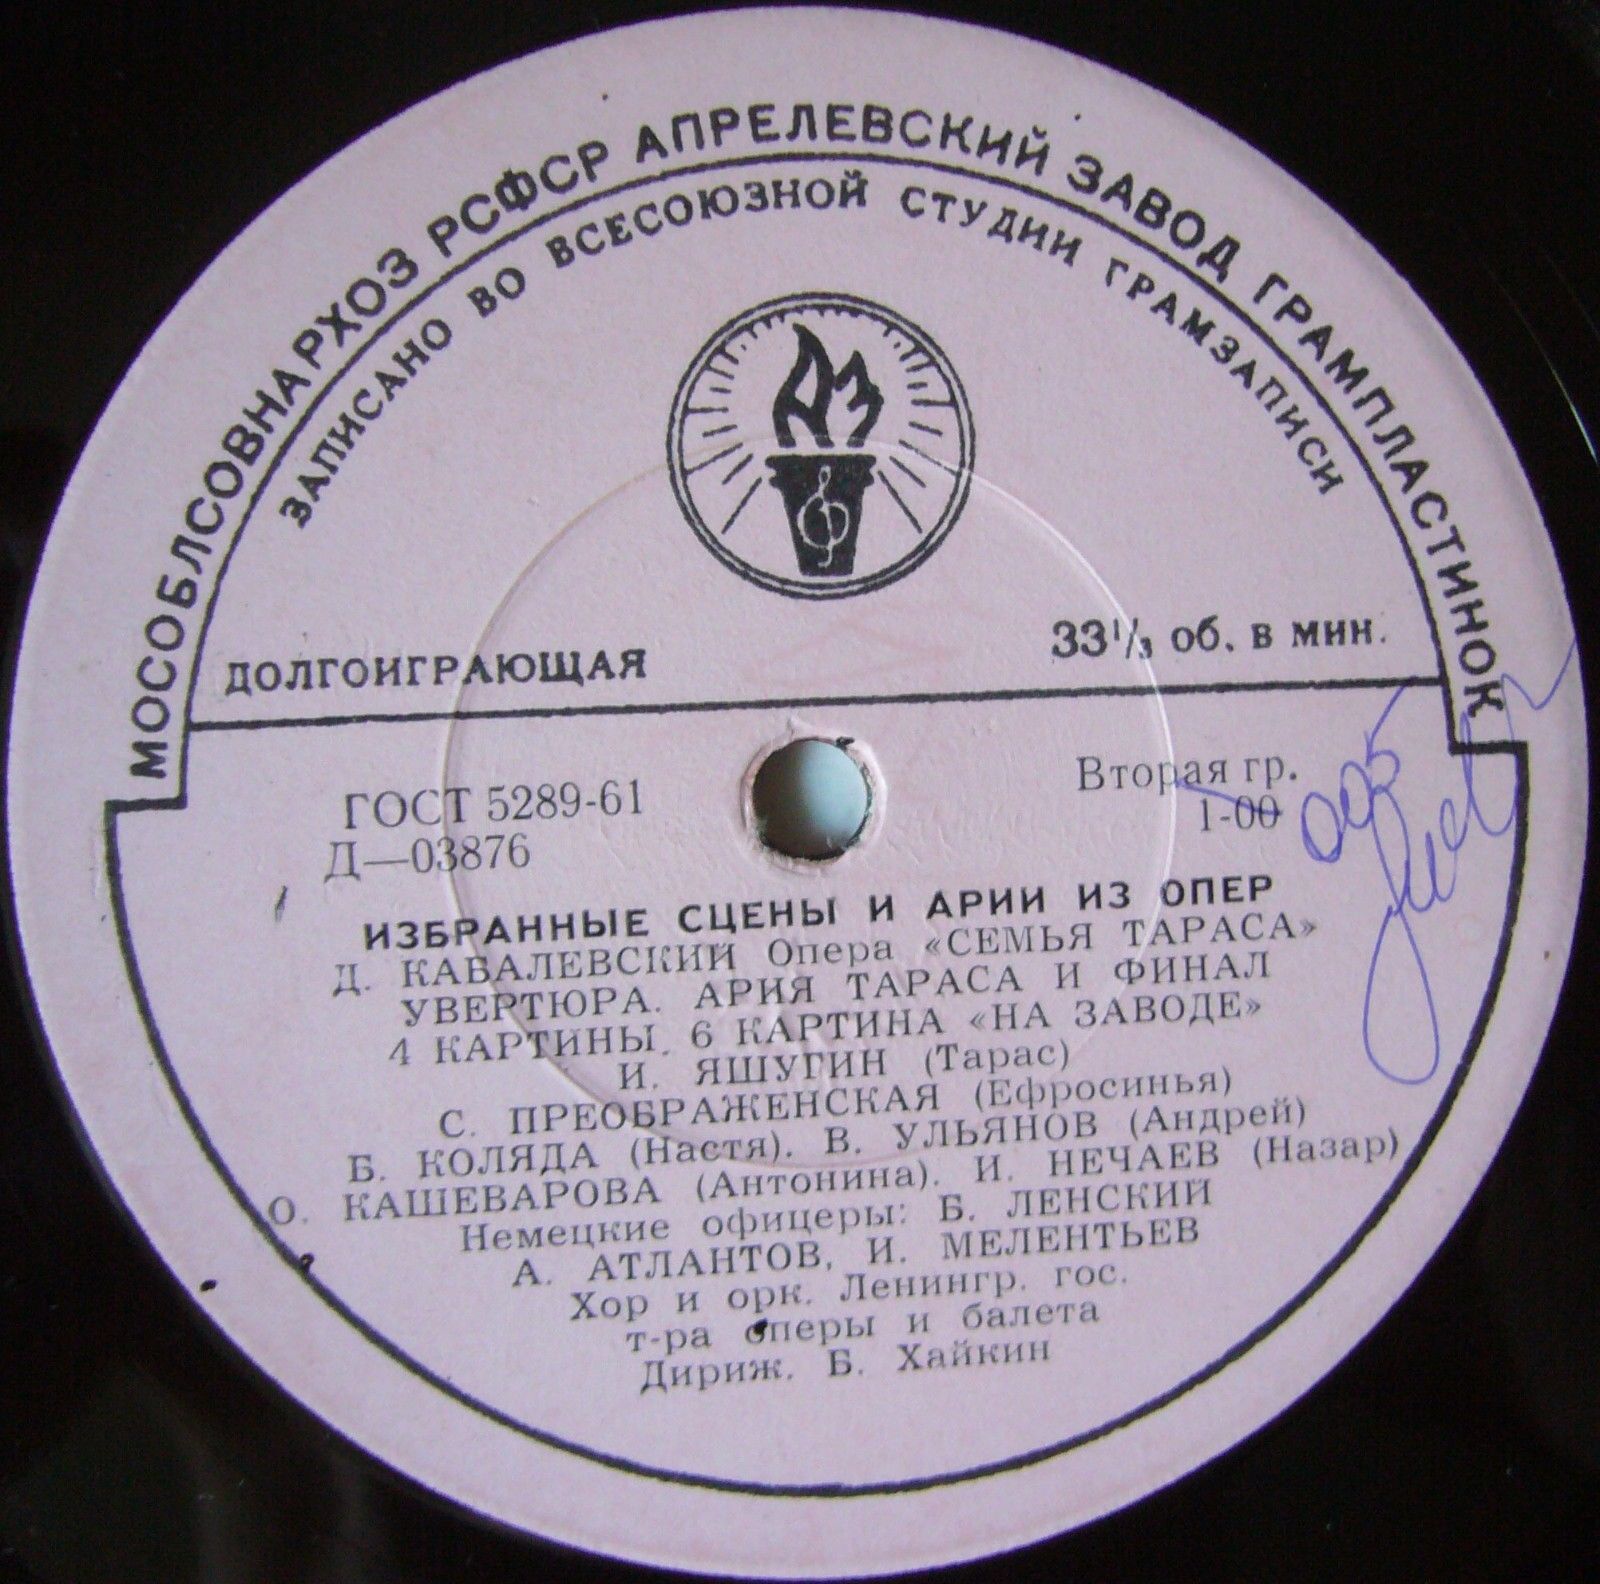 МОСОБЛСОВНАРХОЗ РСФСР АПРЕЛЕВСКИЙ ЗАВОД ГРАМПЛАСТИНОК
ЗАПИСАНО ВО ВСЕСОЮЗНОЙ СТУДИИ ГРАМЗАПИСИ
АЗ
ДОЛГОИГРАЮЩАЯ 33 1/3 об. в мин.
ГОСТ 5289-61 Вторая гр.
Д—03876 1-00
ИЗБРАННЫЕ СЦЕНЫ И АРИИ ИЗ ОПЕР
Д. КАБАЛЕВСКИЙ Опера «СЕМЬЯ ТАРАСА»
УВЕРТЮРА. АРИЯ ТАРАСА И ФИНАЛ
4 КАРТИНЫ. 6 КАРТИНА «НА ЗАВОДЕ»
И. ЯШУГИН (Тарас)
С. ПРЕОБРАЖЕНСКАЯ (Ефросинья)
Б. КОЛЯДА (Настя). В. УЛЬЯНОВ (Андрей)
О. КАШЕВАРОВА (Антонина). И. НЕЧАЕВ (Назар)
Немецкие офицеры: Б. ЛЕНСКИЙ
А. АТЛАНТОВ, И. МЕЛЕНТЬЕВ
Хор и орк. Ленингр. гос.
т-ра оперы и балета
Дириж. Б. Хайкин